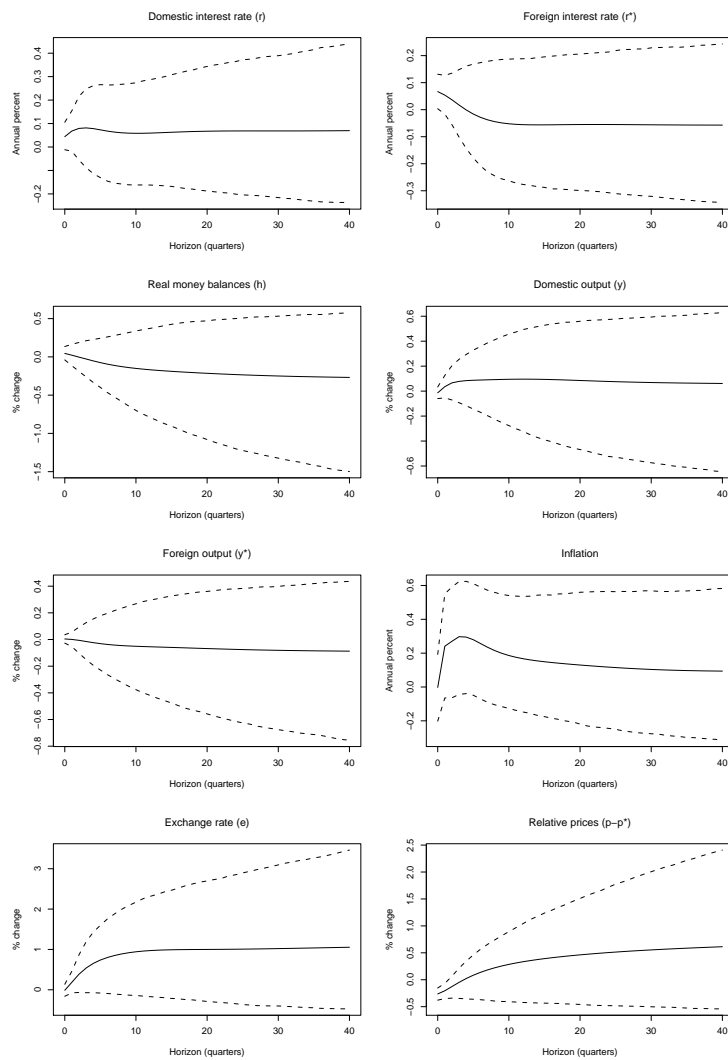 Domestic interest rate (r)
Annual percent
−0.2 0.0 0.1 0.2 0.3 0.4
0 10 20 30 40
Horizon (quarters)
Foreign interest rate (r*)
Annual percent
−0.3 −0.2 −0.1 0.0 0.1 0.2
0 10 20 30 40
Horizon (quarters)
Real money balances (h)
% change
−1.5 −1.0 −0.5 0.0 0.5
0 10 20 30 40
Horizon (quarters)
Domestic output (y)
% change
−0.6 −0.2 0.0 0.2 0.4 0.6
0 10 20 30 40
Horizon (quarters)
Foreign output (y*)
% change
−0.8 −0.6 −0.4 −0.2 0.0 0.2 0.4
0 10 20 30 40
Horizon (quarters)
Inflation
Annual percent
−0.2 0.0 0.2 0.4 0.6
0 10 20 30 40
Horizon (quarters)
Exchange rate (e)
% change
0 1 2 3
0 10 20 30 40
Horizon (quarters)
Relative prices (p−p*)
% change
−0.5 0.0 0.5 1.0 1.5 2.0 2.5
0 10 20 30 40
Horizon (quarters)